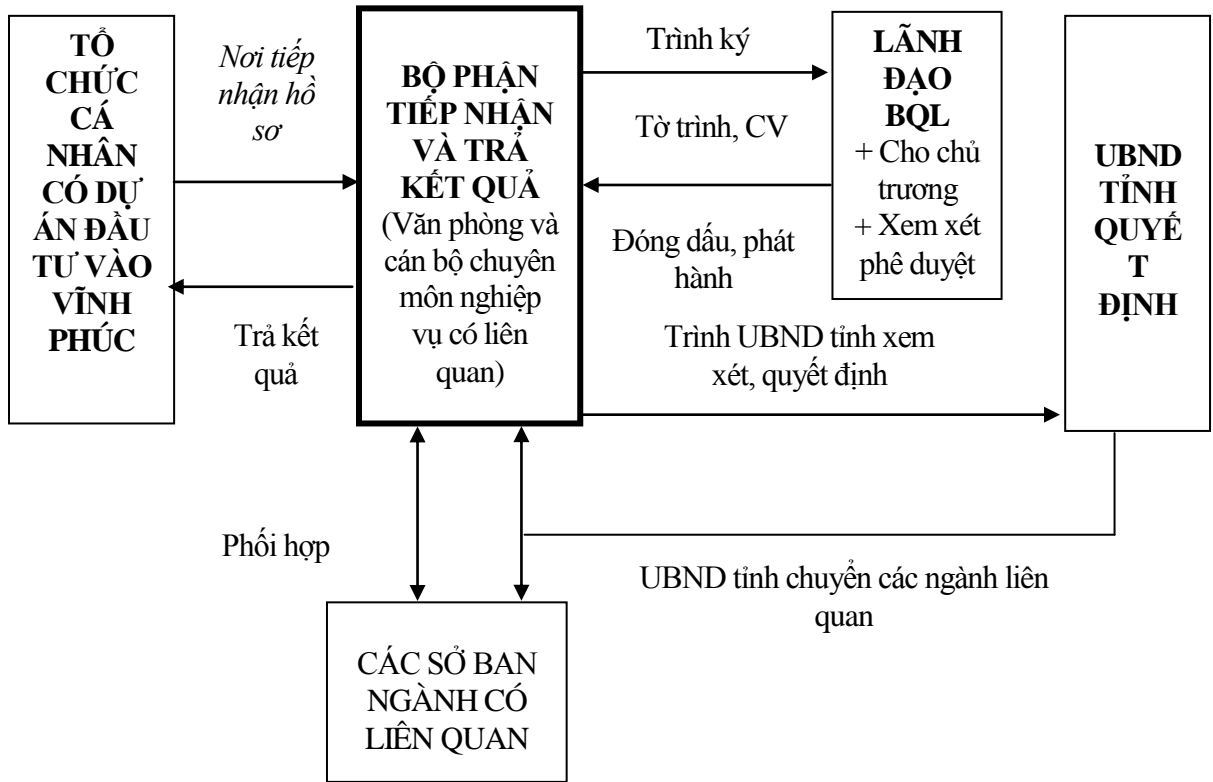 TỔ
CHỨC
CÁ
NHÂN
CÓ DỰ
ÁN ĐẦU
TƯ VÀO
VĨNH
PHÚC
Nơi tiếp
nhận hồ
sơ
Trả kết
quả
BỘ PHẬN
TIẾP NHẬN
VÀ TRẢ
KẾT QUẢ
(Văn phòng và
cán bộ chuyên
môn nghiệp
vụ có liên
quan)
Trình ký
Tờ trình, CV
Đóng dấu, phát
hành
LÃNH
ĐẠO
BQL
+ Cho chủ
trương
+ Xem xét
phê duyệt
Trình UBND tỉnh xem
xét, quyết định
UBND
TỈNH
QUYẾ
T
ĐỊNH
Phối hợp
UBND tỉnh chuyển các ngành liên
quan
CÁC SỞ BAN
NGÀNH CÓ
LIÊN QUAN